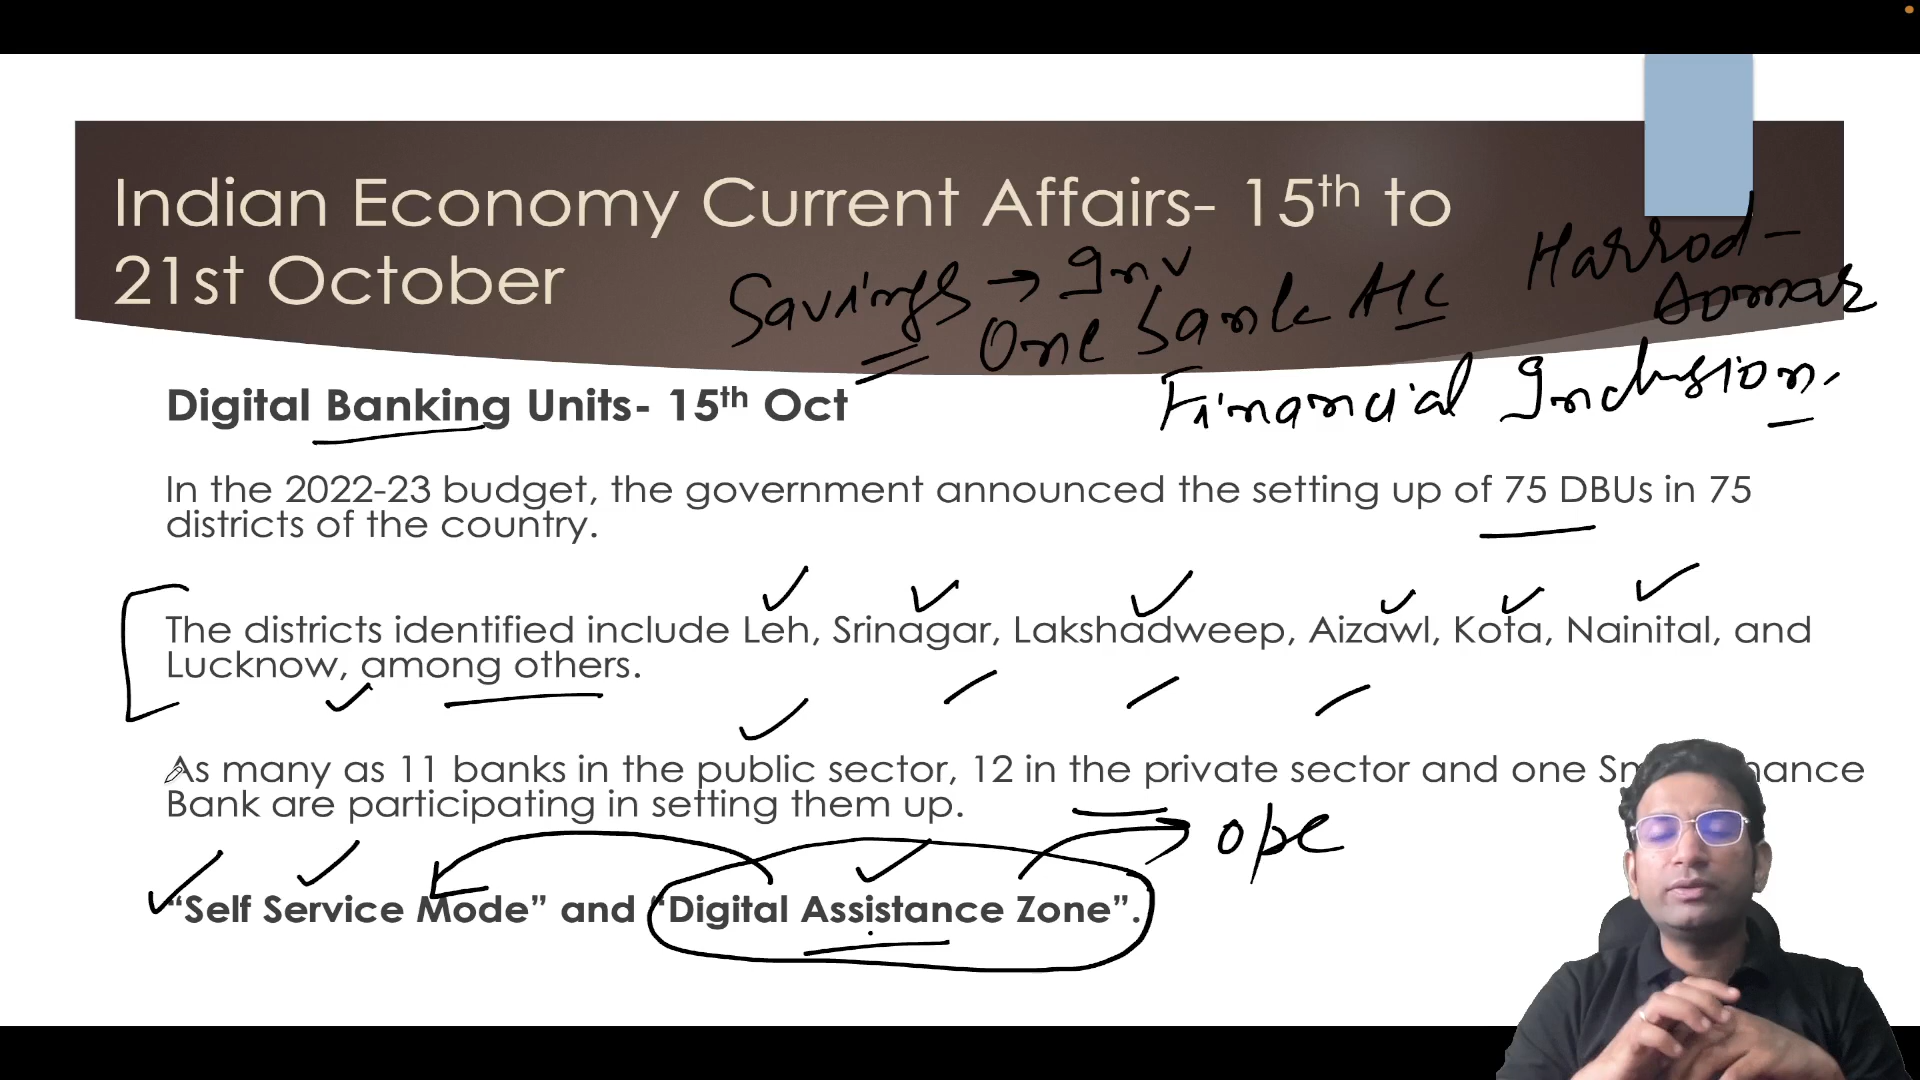 Indian Economy Current Affairs- 15th to
21st October
Harrod-
Domar
Savings → Inv
One Bank A/c
Financial Inclusion.
Digital Banking Units- 15th Oct
In the 2022-23 budget, the government announced the setting up of 75 DBUs in 75
districts of the country.
The districts identified include Leh, Srinagar, Lakshadweep, Aizawl, Kota, Nainital, and
Lucknow, among others.
As many as 11 banks in the public sector, 12 in the private sector and one
Bank are participating in setting them up.
ope
“Self Service Mode” and “Digital Assistance Zone”.